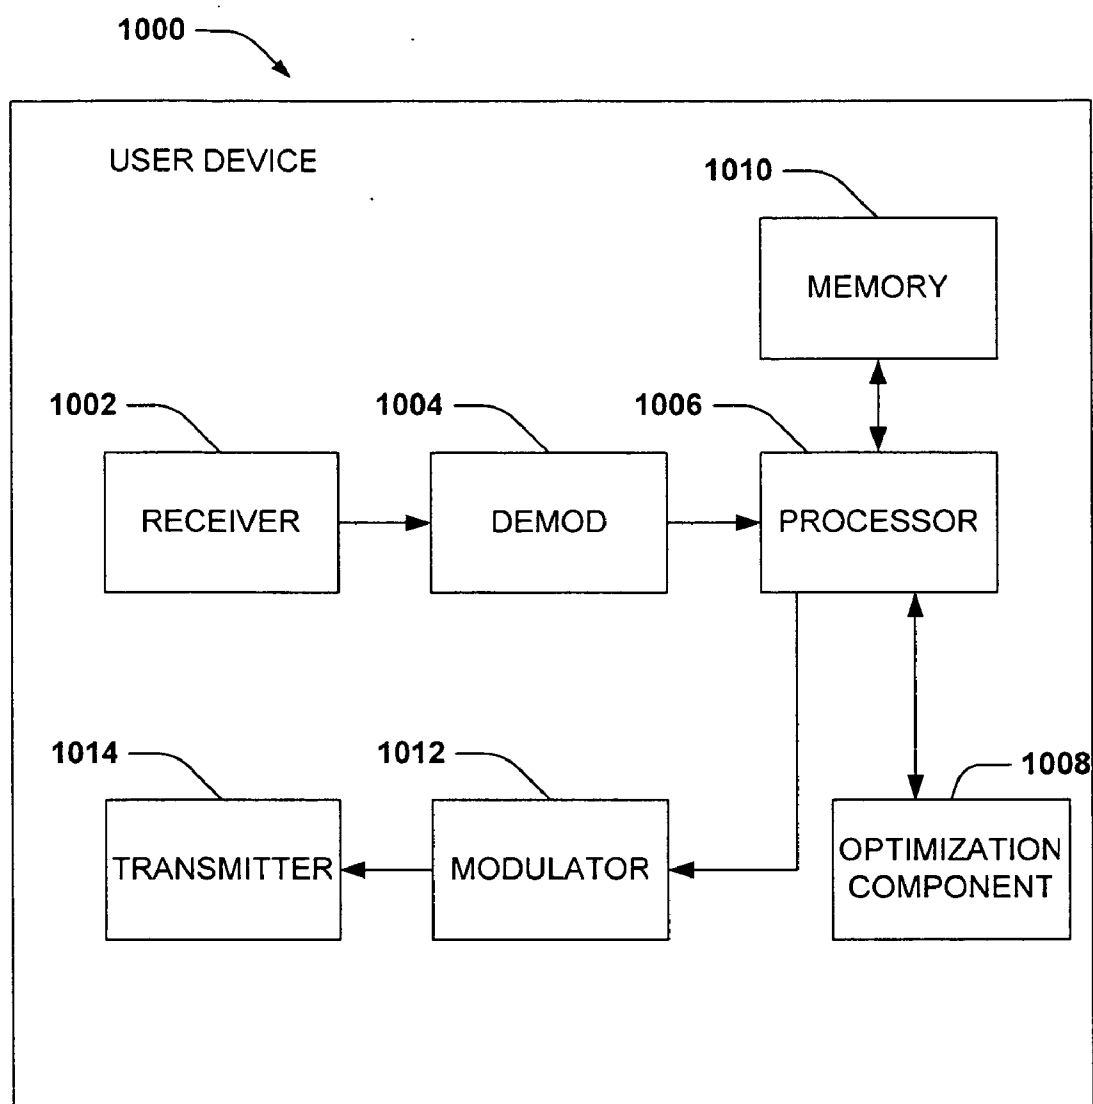 1000
USER DEVICE
1010
MEMORY
1002
1004
1006
RECEIVER
DEMOD
PROCESSOR
1014
1012
1008
TRANSMITTER
MODULATOR
OPTIMIZATION
COMPONENT